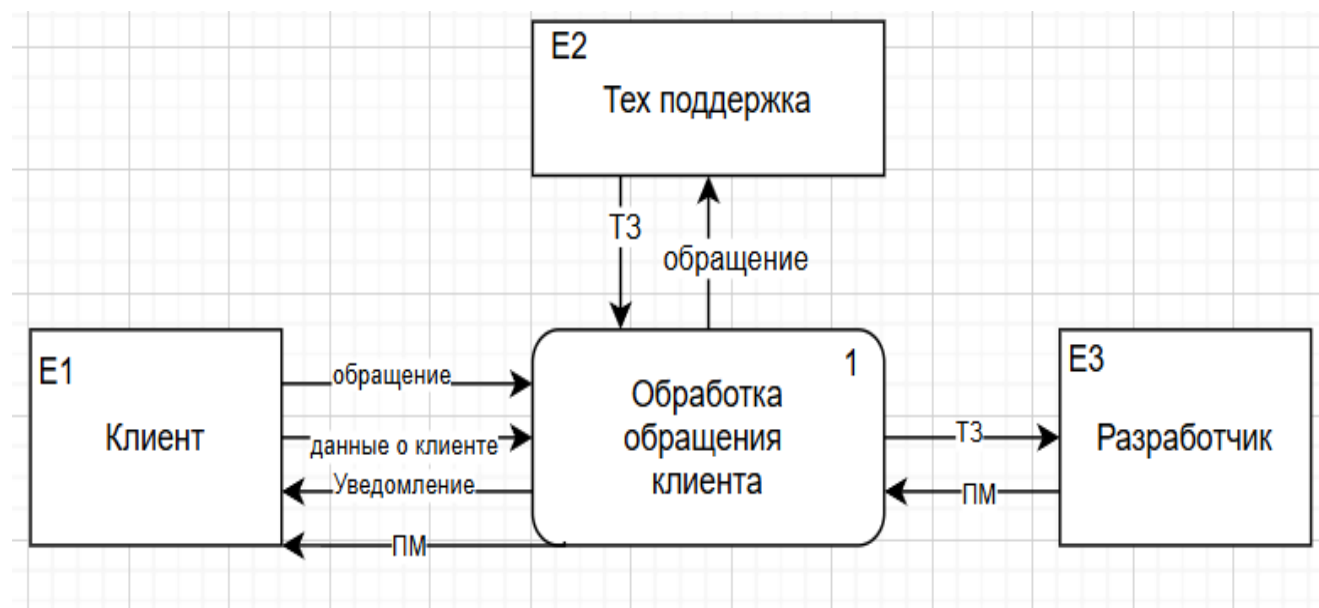 E2
Тех поддержка
ТЗ
обращение
E1
Клиент
обращение
данные о клиенте
Уведомление
ПМ
1
Обработка
обращения
клиента
ТЗ
ПМ
E3
Разработчик